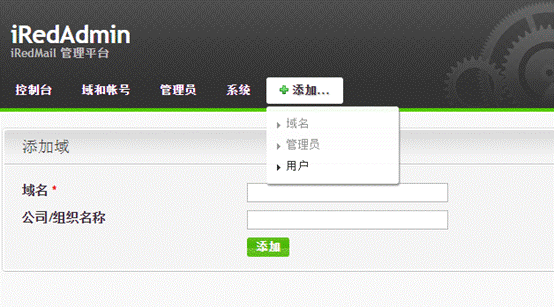 iRedAdmin
iRedMail 管理平台
控制台 域和帐号 管理员 系统 添加...
域名
管理员
用户
添加域
域名 *
公司/组织名称
添加